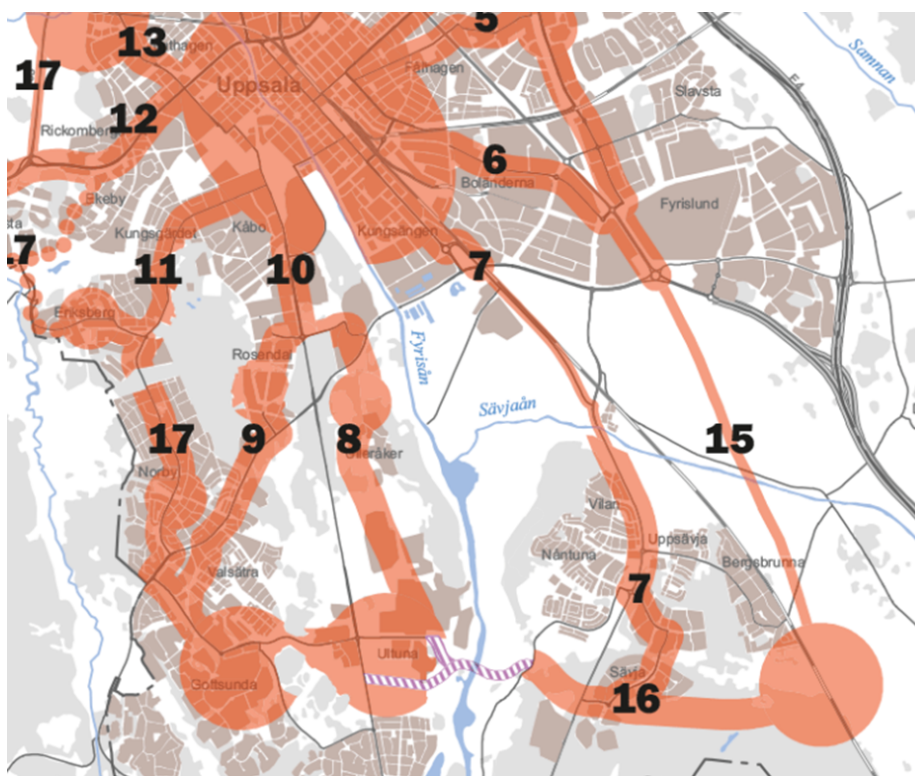 5
13
Luthagen
Samnan
17
Uppsala
Fålhagen
E4
Slavsta
12
Rickomberga
6
Boländerna
Ekeby
Fyrislund
Kåbo
Kungsgärdet
Kungsängen
17
11
10
7
Eriksberg
Fyrisån
Rosendal
Sävjaån
17
9
8
15
Ulleråker
Norby
Vilan
Uppsävja
Nåntuna
Bergsbrunna
Valsätra
7
Ultuna
Sävja
Gottsunda
16